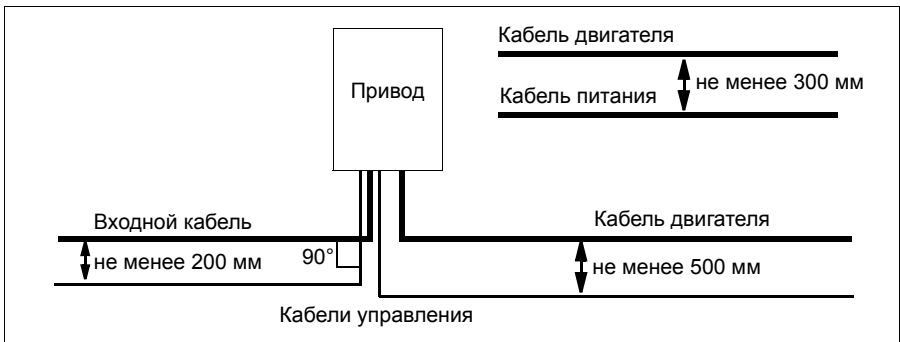 Кабель двигателя
Привод
не менее 300 мм
Кабель питания
Входной кабель
Кабель двигателя
не менее 200 мм
90°
не менее 500 мм
Кабели управления